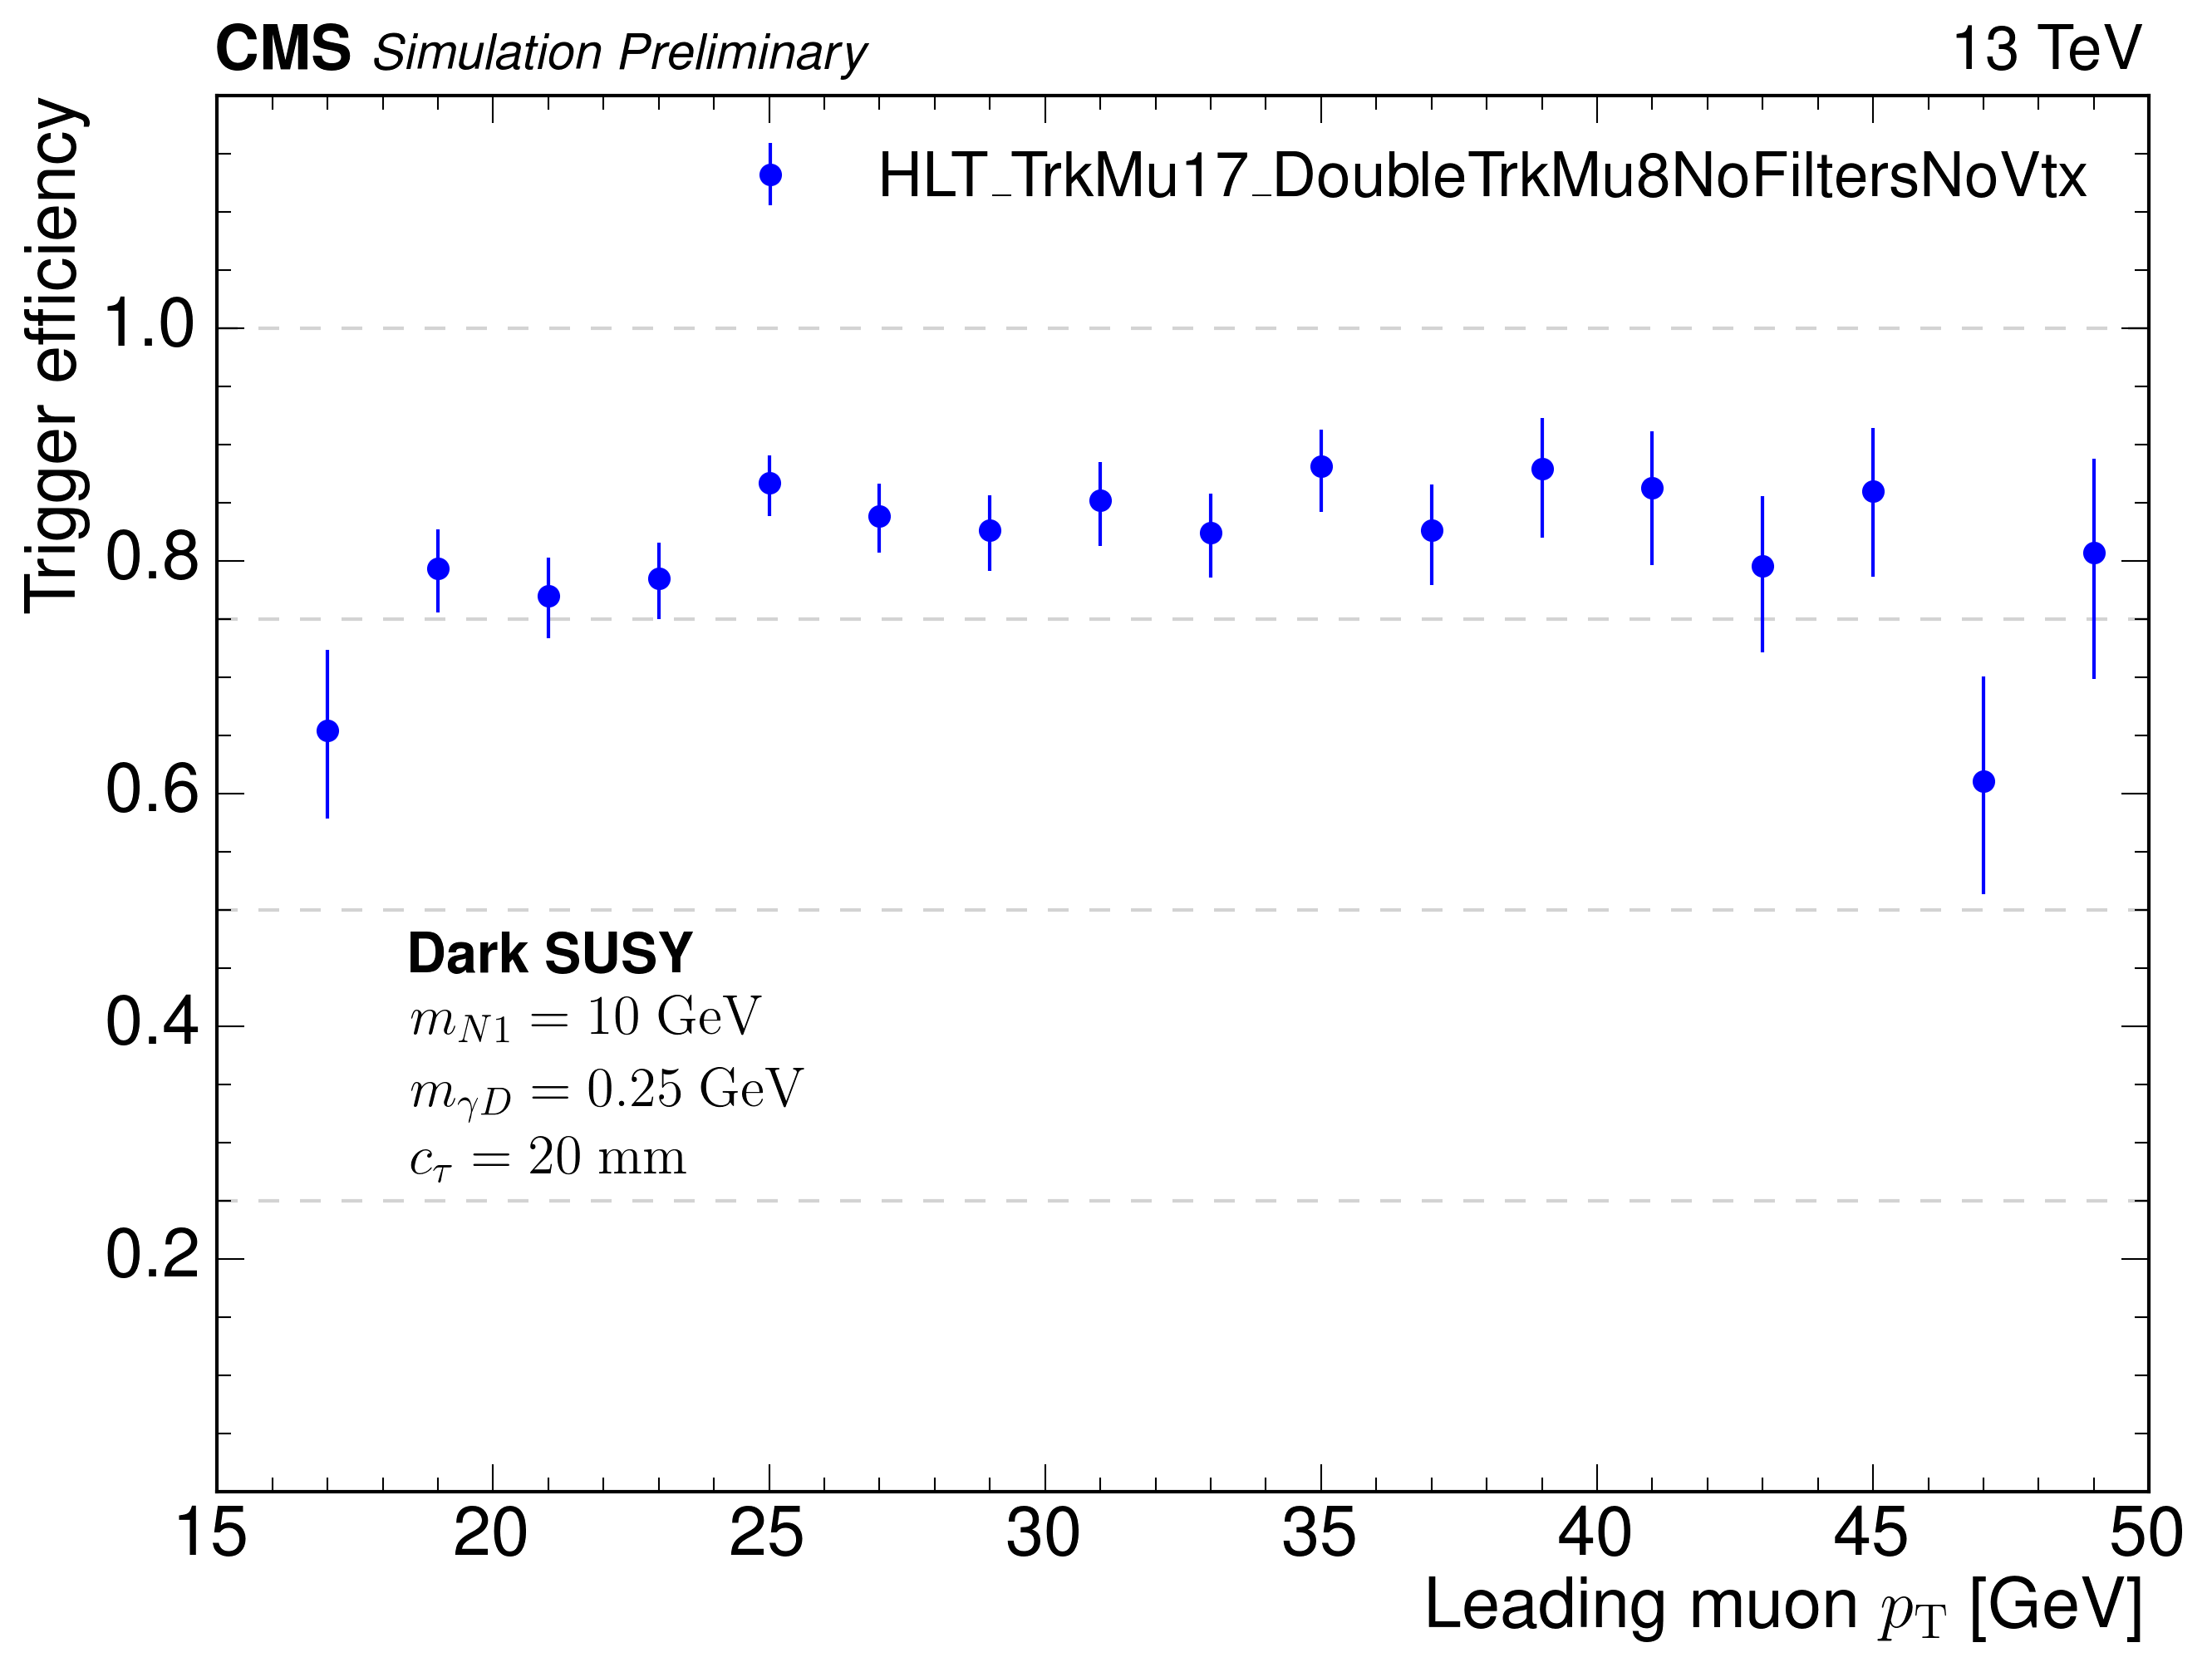 CMS Simulation Preliminary 13 TeV
Trigger efficiency
HLT_TrkMu17_DoubleTrkMu8NoFiltersNoVtx
1.0
0.8
0.6
0.4
0.2
Dark SUSY
m_{N1} = 10 GeV
m_{γD} = 0.25 GeV
c_τ = 20 mm
15 20 25 30 35 40 45 50
Leading muon p_T [GeV]